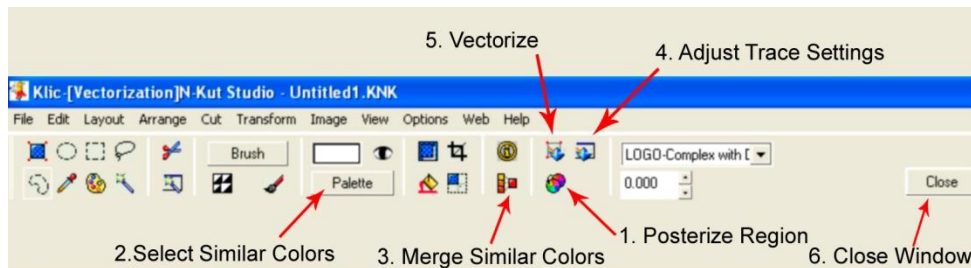 5. Vectorize
4. Adjust Trace Settings
Klic-[Vectorization]N-Kut Studio - Untitled1.KNK
File Edit Layout Arrange Cut Transform Image View Options Web Help
Brush
LOGO-Complex with D
Palette
0.000
Close
2.Select Similar Colors
3. Merge Similar Colors
1. Posterize Region
6. Close Window